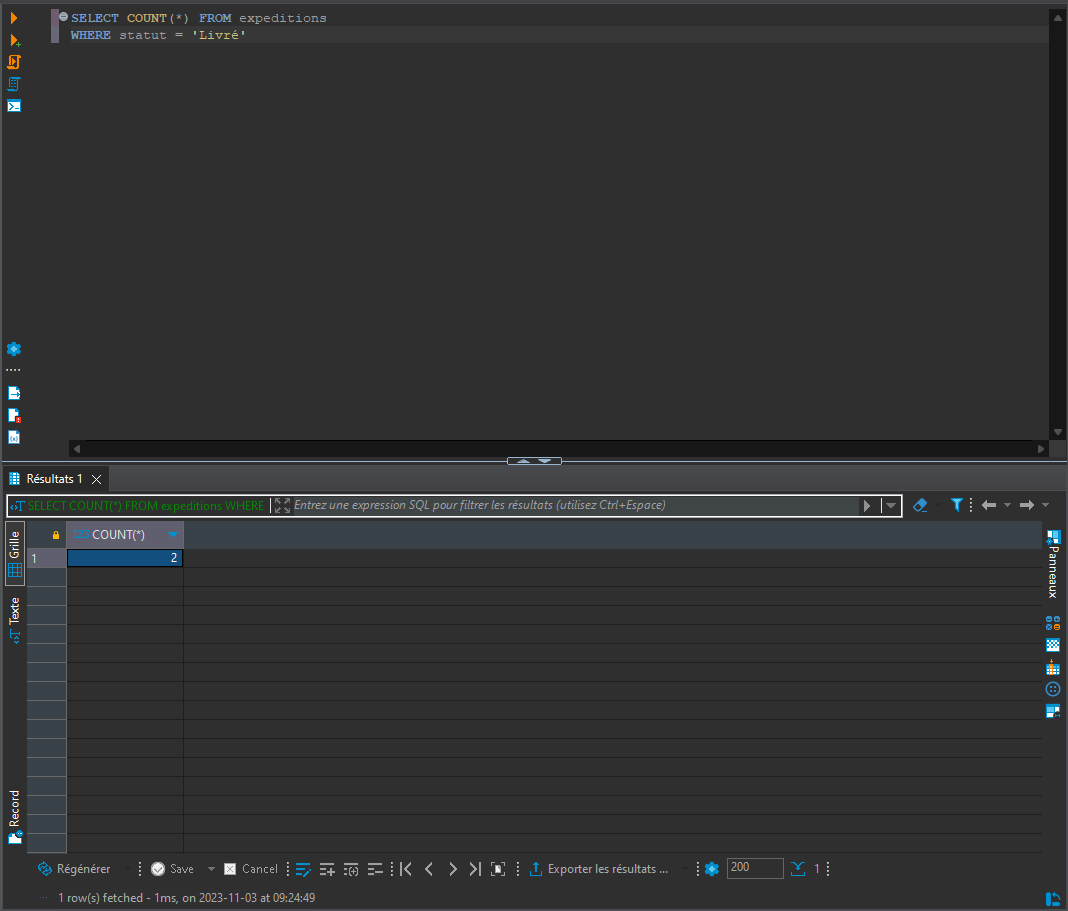 SELECT COUNT(*) FROM expeditions
WHERE statut = 'Livré'
Résultats 1
SELECT COUNT(*) FROM expeditions WHERE
Entrez une expression SQL pour filtrer les résultats (utilisez Ctrl+Espace)
Grille
123 COUNT(*)
1
2
Texte
Record
Panneaux
Régénérer
Save
Cancel
Exporter les résultats ...
200
1
1 row(s) fetched - 1ms, on 2023-11-03 at 09:24:49